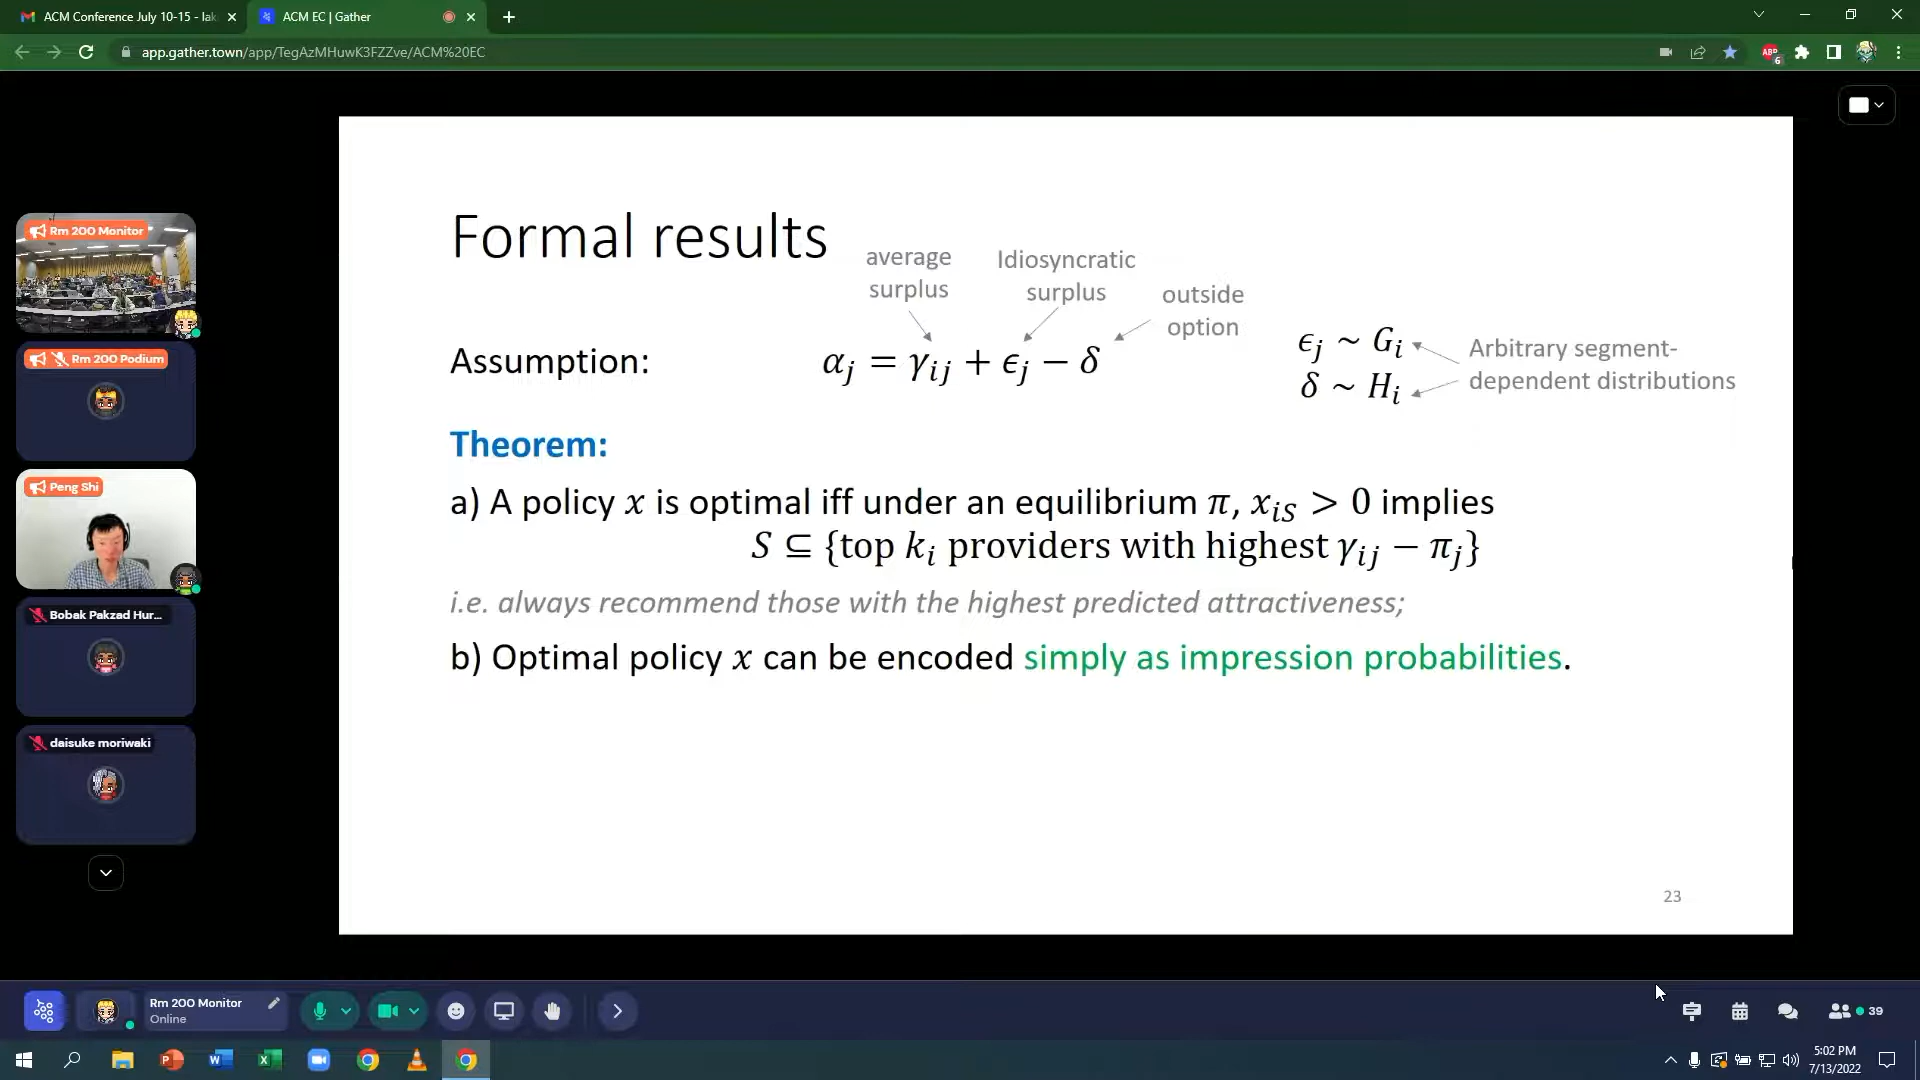 ACM Conference July 10-15 - lak
ACM EC | Gather
app.gather.town/app/TegAzMHuwK3FZZve/ACM%20EC
ABP
6
Rm 200 Monitor
Rm 200 Podium
Peng Shi
Bobak Pakzad Hur...
daisuke moriwaki
Formal results
average
surplus
Idiosyncratic
surplus
outside
option
Assumption:
αⱼ = γᵢⱼ + ϵⱼ − δ
ϵⱼ ~ Gᵢ
δ ~ Hᵢ
Arbitrary segment-
dependent distributions
Theorem:
a) A policy x is optimal iff under an equilibrium π, x_{iS} > 0 implies
S ⊆ {top kᵢ providers with highest γᵢⱼ − πⱼ}
i.e. always recommend those with the highest predicted attractiveness;
b) Optimal policy x can be encoded simply as impression probabilities.
23
Rm 200 Monitor
Online
39
5:02 PM
7/13/2022